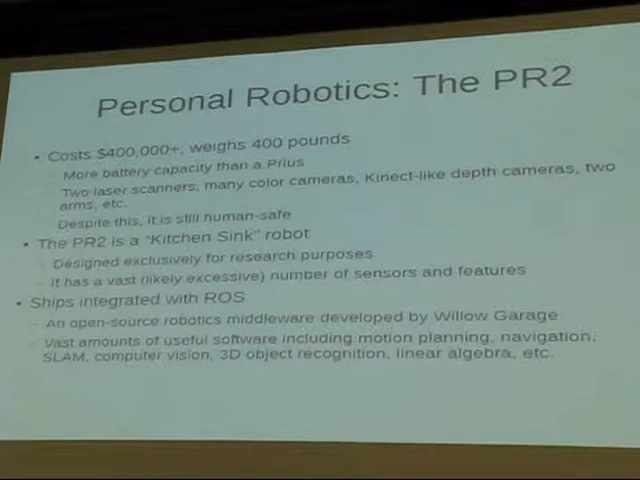 Personal Robotics: The PR2
• Costs $400,000+, weighs 400 pounds
More battery capacity than a Prius
Two laser scanners, many color cameras, Kinect-like depth cameras, two
arms, etc.
Despite this, it is still human-safe
• The PR2 is a "Kitchen Sink" robot
Designed exclusively for research purposes
It has a vast (likely excessive) number of sensors and features
• Ships integrated with ROS
– An open-source robotics middleware developed by Willow Garage
– Vast amounts of useful software including motion planning, navigation,
SLAM, computer vision, 3D object recognition, linear algebra, etc.